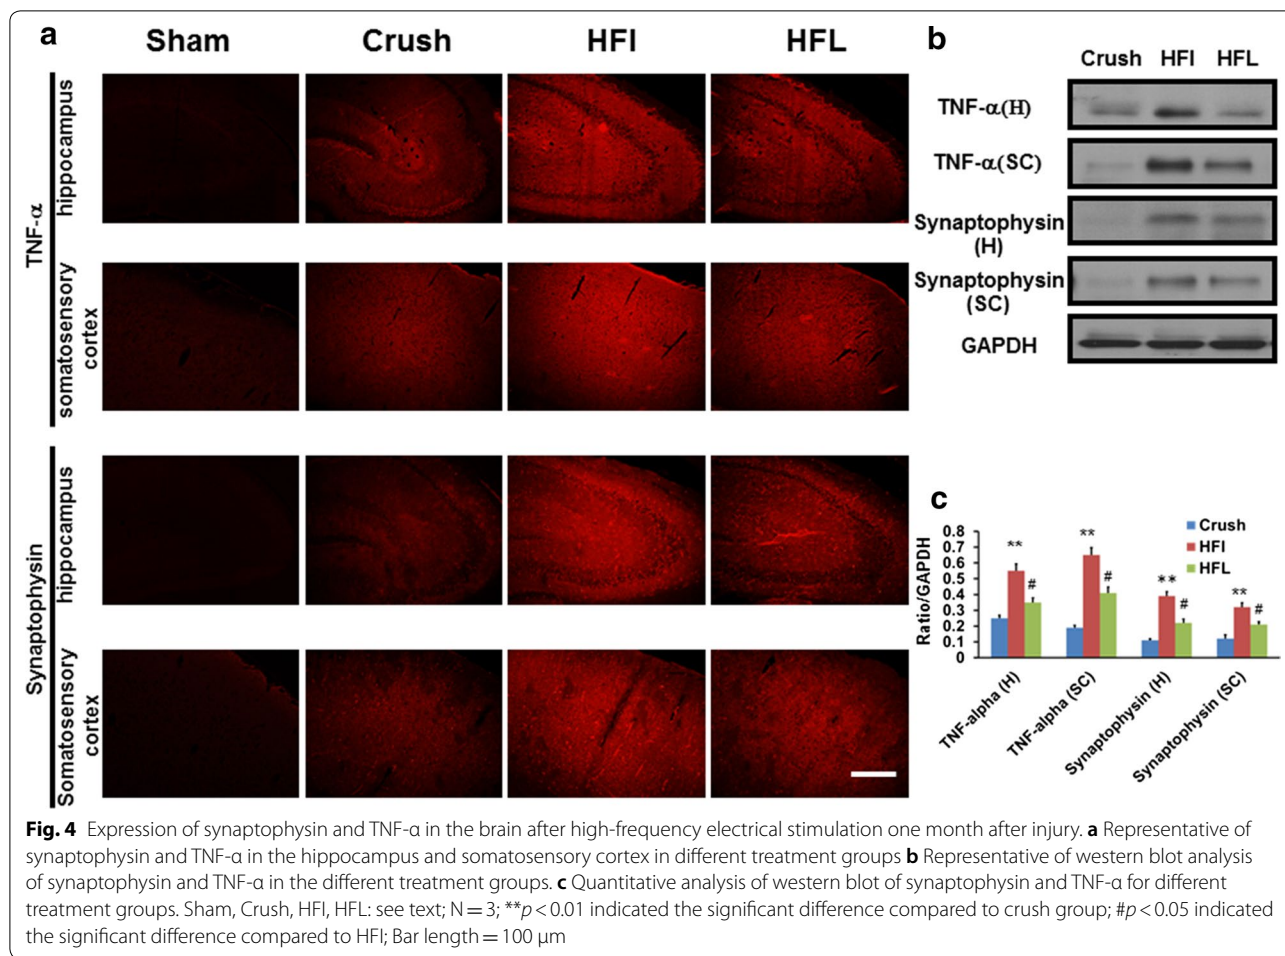 a
Sham Crush HFI HFL
TNF-α
hippocampus
somatosensory
cortex
Synaptophysin
hippocampus
Somatosensory
cortex
b
Crush HFI HFL
TNF-α(H)
TNF-α(SC)
Synaptophysin
(H)
Synaptophysin
(SC)
GAPDH
c
Ratio/GAPDH
0.8
0.7
0.6
0.5
0.4
0.3
0.2
0.1
0
**
#
**
#
**
#
**
#
Crush
HFI
HFL
TNF-alpha (H)
TNF-alpha (SC)
Synaptophysin (H)
Synaptophysin (SC)
Fig. 4 Expression of synaptophysin and TNF-α in the brain after high-frequency electrical stimulation one month after injury. a Representative of
synaptophysin and TNF-α in the hippocampus and somatosensory cortex in different treatment groups b Representative of western blot analysis
of synaptophysin and TNF-α in the different treatment groups. c Quantitative analysis of western blot of synaptophysin and TNF-α for different
treatment groups. Sham, Crush, HFI, HFL: see text; N = 3; **p < 0.01 indicated the significant difference compared to crush group; #p < 0.05 indicated
the significant difference compared to HFI; Bar length = 100 μm